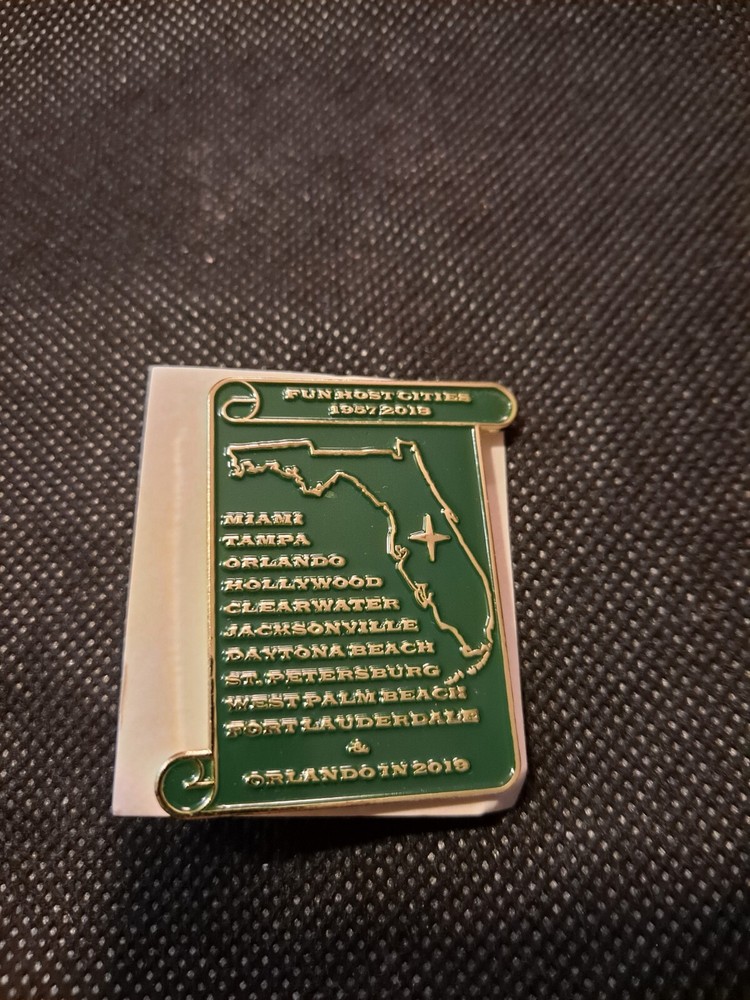 FUN HOST CITIES
1957 2018
MIAMI
TAMPA
ORLANDO
HOLLYWOOD
CLEARWATER
JACKSONVILLE
DAYTONA BEACH
ST. PETERSBURG
WEST PALM BEACH
FORT LAUDERDALE
&
ORLANDO IN 2019